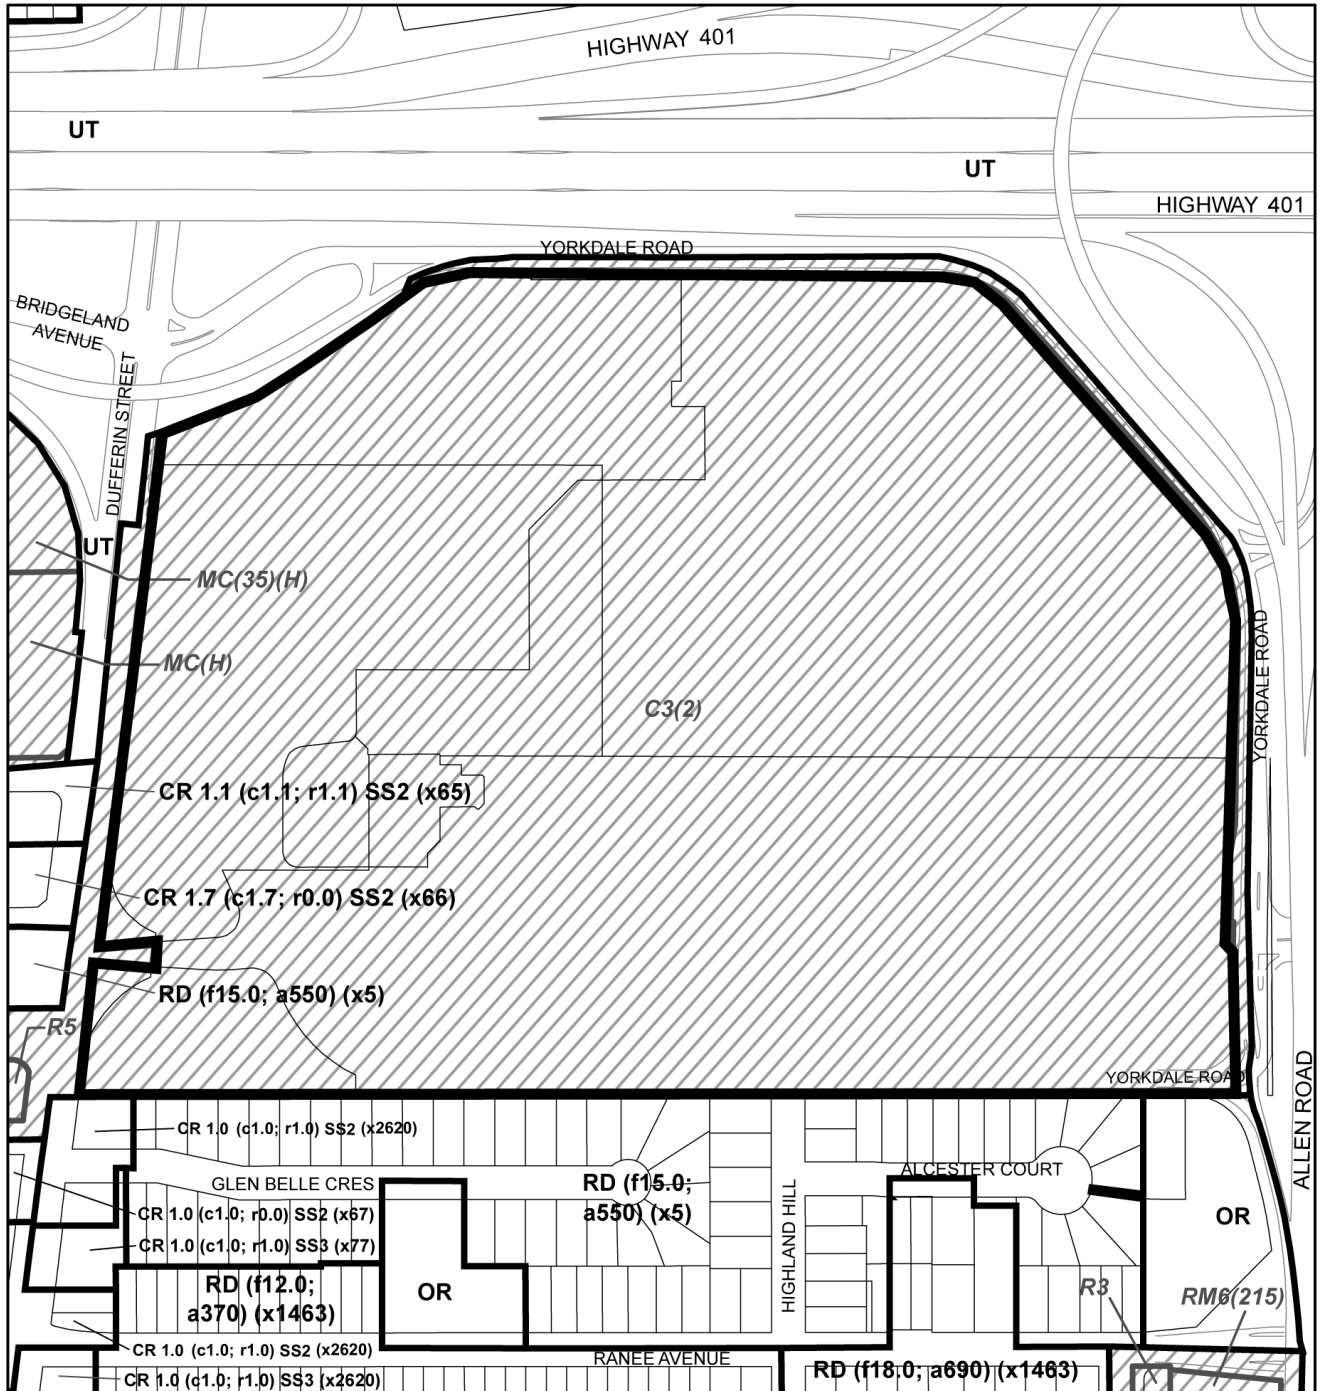 HIGHWAY 401
UT
UT
HIGHWAY 401
YORKDALE ROAD
BRIDGELAND
AVENUE
DUFFERIN STREET
UT
MC(35)(H)
MC(H)
C3(2)
YORKDALE ROAD
CR 1.1 (c1.1; r1.1) SS2 (x65)
CR 1.7 (c1.7; r0.0) SS2 (x66)
RD (f15.0; a550) (x5)
R5
YORKDALE ROAD
ALLEN ROAD
CR 1.0 (c1.0; r1.0) SS2 (x2620)
GLEN BELLE CRES
RD (f15.0;
a550) (x5)
ALCESTER COURT
HIGHLAND HILL
OR
CR 1.0 (c1.0; r0.0) SS2 (x67)
CR 1.0 (c1.0; r1.0) SS3 (x77)
RD (f12.0;
a370) (x1463)
OR
R3
RM6(215)
CR 1.0 (c1.0; r1.0) SS2 (x2620)
RANEE AVENUE
RD (f18.0; a690) (x1463)
CR 1.0 (c1.0; r1.0) SS3 (x2620)